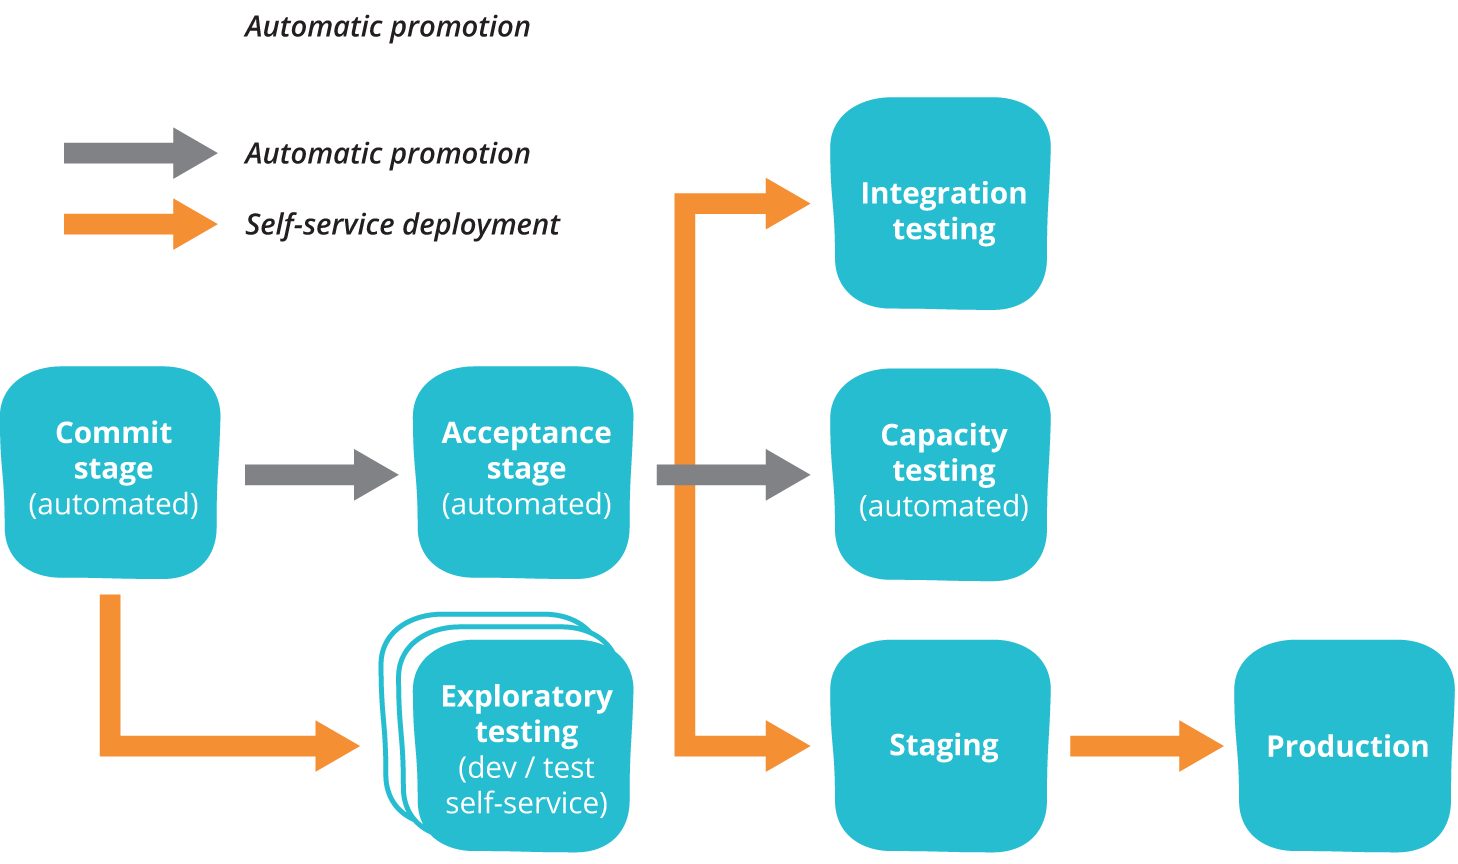 Automatic promotion
Automatic promotion
Self-service deployment
Integration
testing
Commit
stage
(automated)
Acceptance
stage
(automated)
Capacity
testing
(automated)
Exploratory
testing
(dev / test
self-service)
Staging
Production